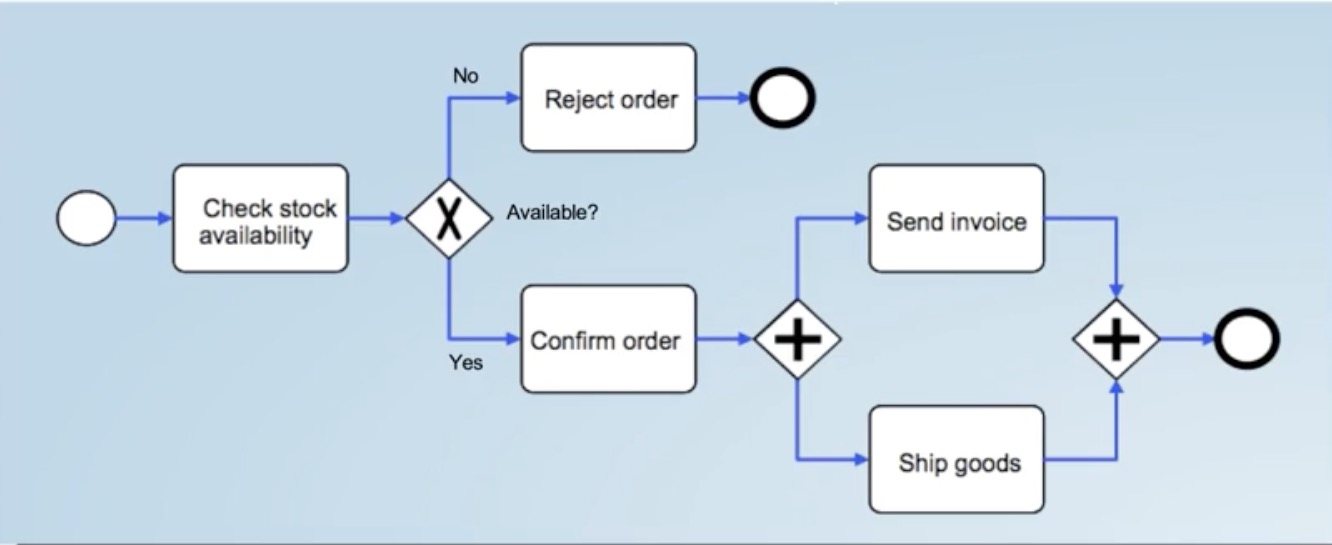 No
Reject order
Check stock
availability
X
Available?
Send invoice
Confirm order
Yes
Ship goods